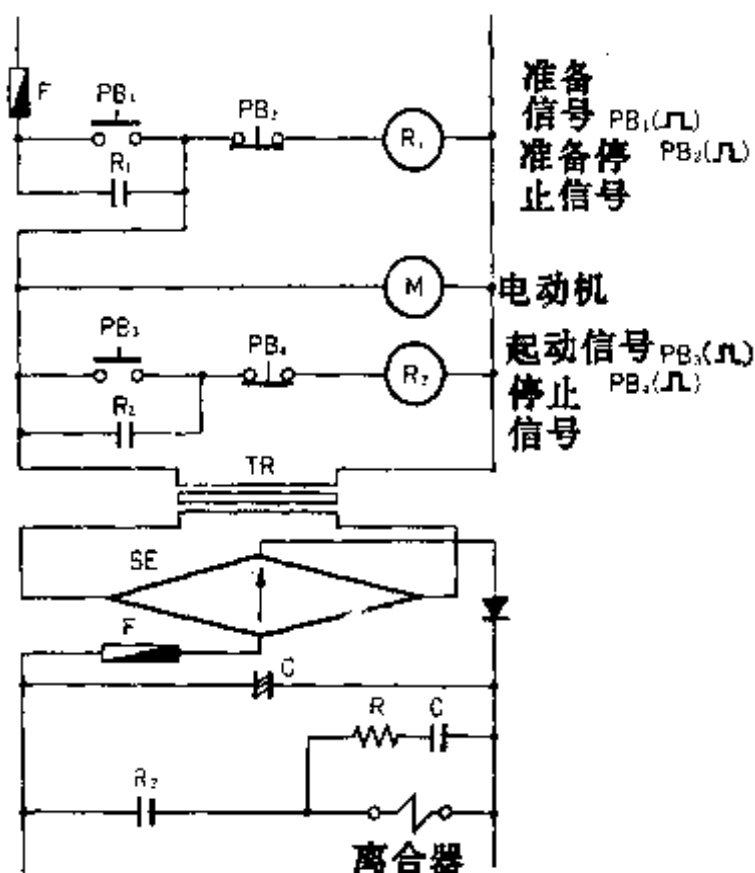 F
PB₁
PB₂
R₁
R₁
准备
信号 PB₁(⎍)
准备停 PB₂(⎍)
止信号
M
电动机
PB₃
PB₄
R₂
R₂
起动信号 PB₃(⎍)
停止 PB₄(⎍)
信号
TR
SE
F
C
R C
R₂
离合器